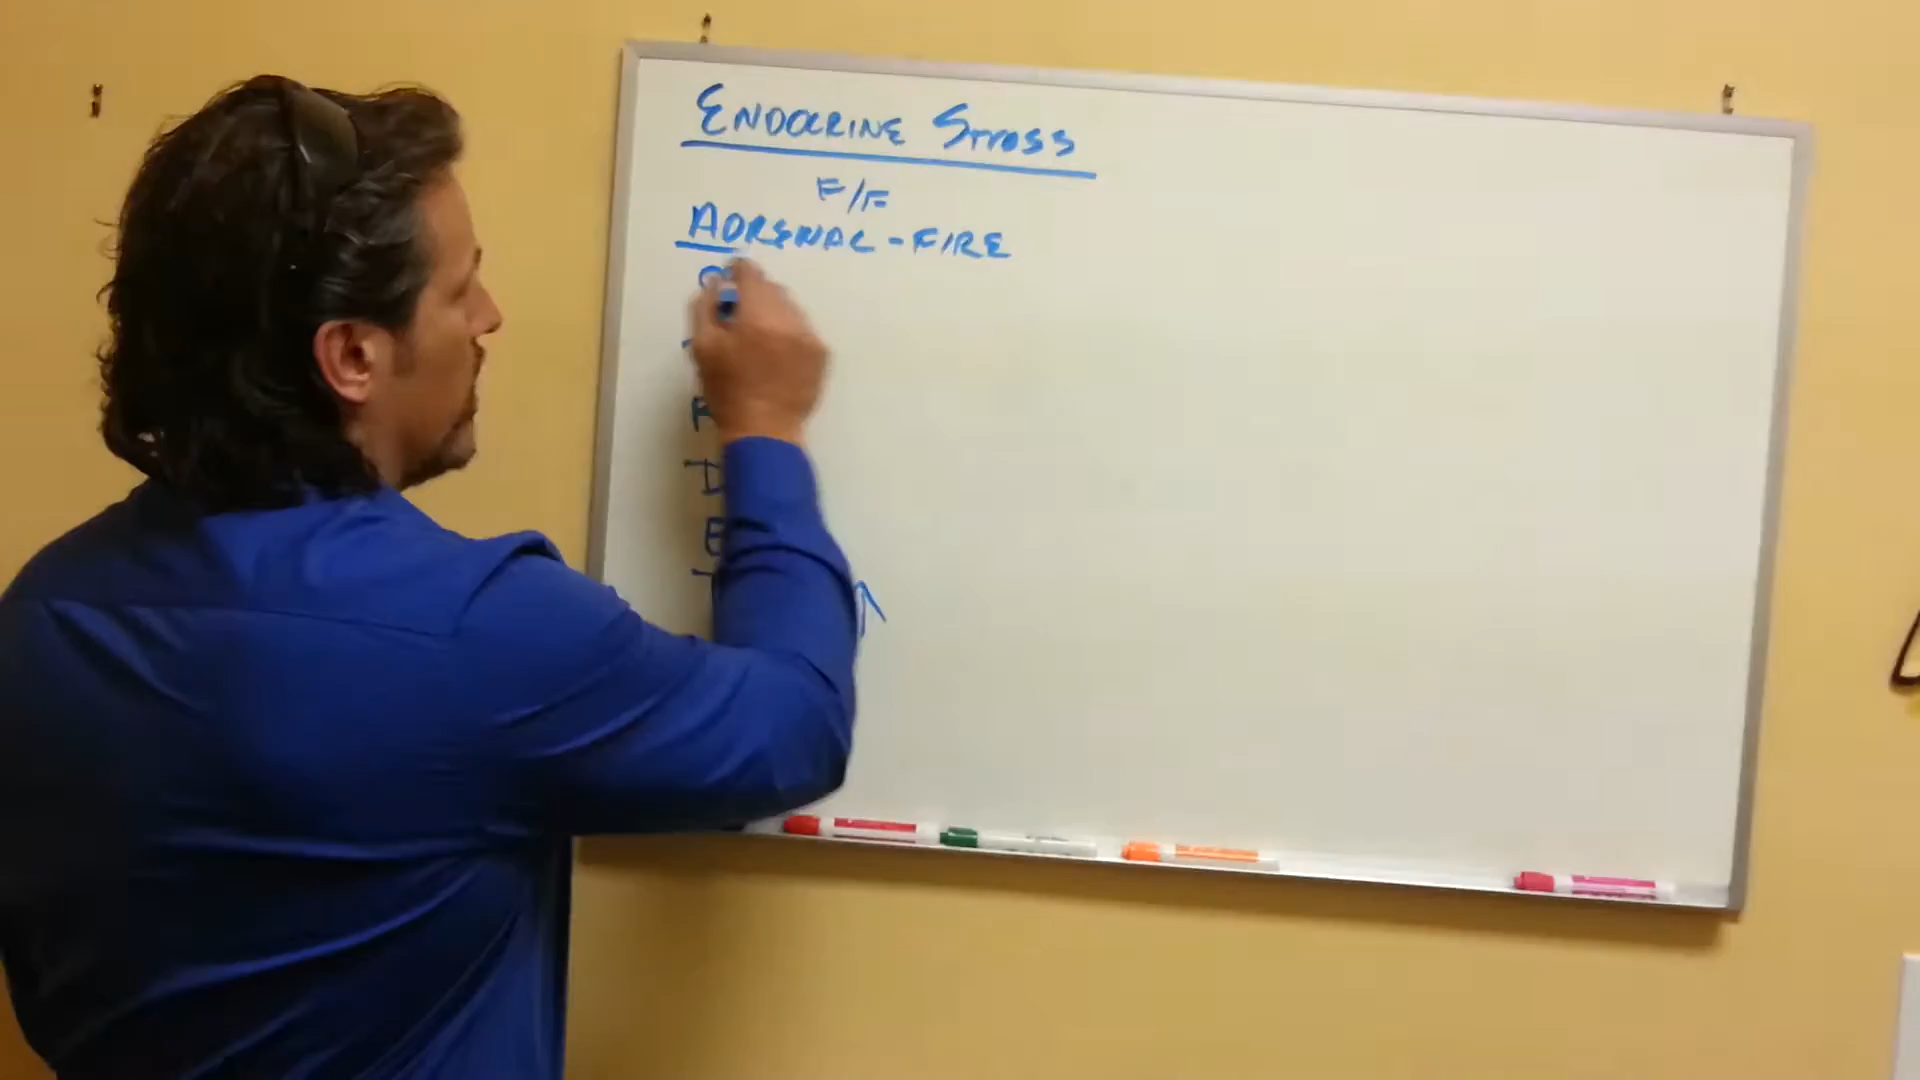 ENDOCRINE STRESS
F/F
ADRENAL - FIRE
D
E